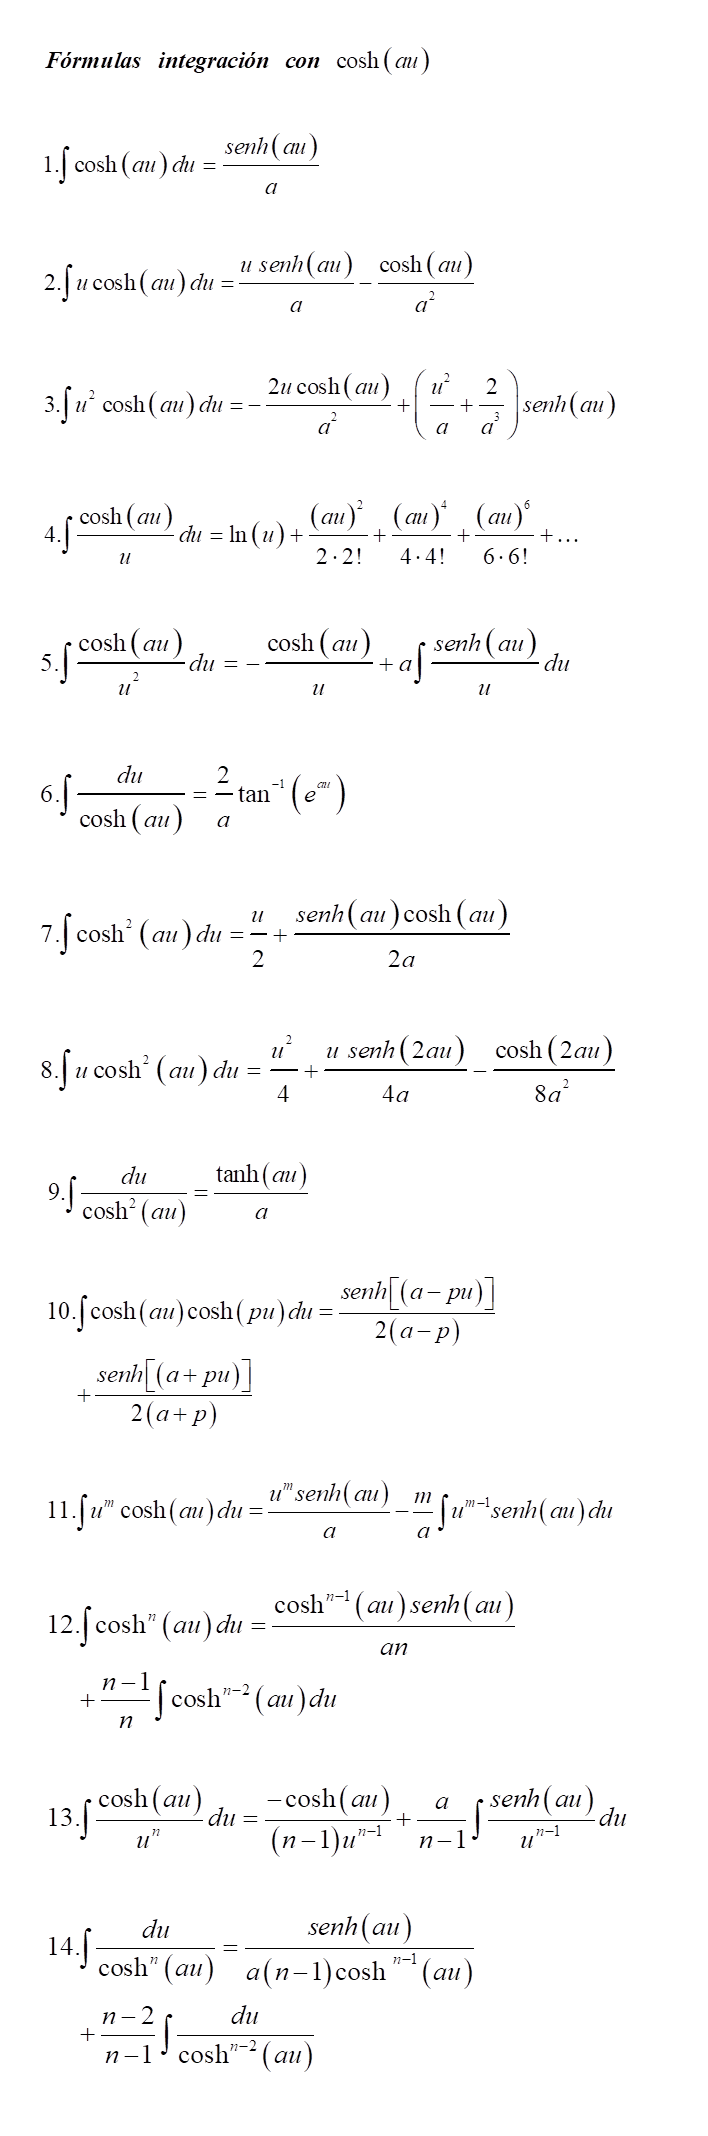 Fórmulas integración con cosh(au)
1.∫ cosh(au) du = senh(au)/a
2.∫ u cosh(au) du = u senh(au)/a − cosh(au)/a²
3.∫ u² cosh(au) du = − 2u cosh(au)/a² + (u²/a + 2/a³) senh(au)
4.∫ cosh(au)/u du = ln(u) + (au)²/2·2! + (au)⁴/4·4! + (au)⁶/6·6! + ...
5.∫ cosh(au)/u² du = − cosh(au)/u + a∫ senh(au)/u du
6.∫ du/cosh(au) = 2/a tan⁻¹(e^au)
7.∫ cosh²(au) du = u/2 + senh(au)cosh(au)/2a
8.∫ u cosh²(au) du = u²/4 + u senh(2au)/4a − cosh(2au)/8a²
9.∫ du/cosh²(au) = tanh(au)/a
10.∫ cosh(au)cosh(pu)du = senh[(a−pu)]/2(a−p)
+ senh[(a+pu)]/2(a+p)
11.∫ u^m cosh(au)du = u^m senh(au)/a − m/a ∫ u^(m−1) senh(au)du
12.∫ coshⁿ(au)du = cosh^(n−1)(au)senh(au)/an
+ n−1/n ∫ cosh^(n−2)(au)du
13.∫ cosh(au)/uⁿ du = −cosh(au)/(n−1)u^(n−1) + a/n−1 ∫ senh(au)/u^(n−1) du
14.∫ du/coshⁿ(au) = senh(au)/a(n−1)cosh^(n−1)(au)
+ n−2/n−1 ∫ du/cosh^(n−2)(au)